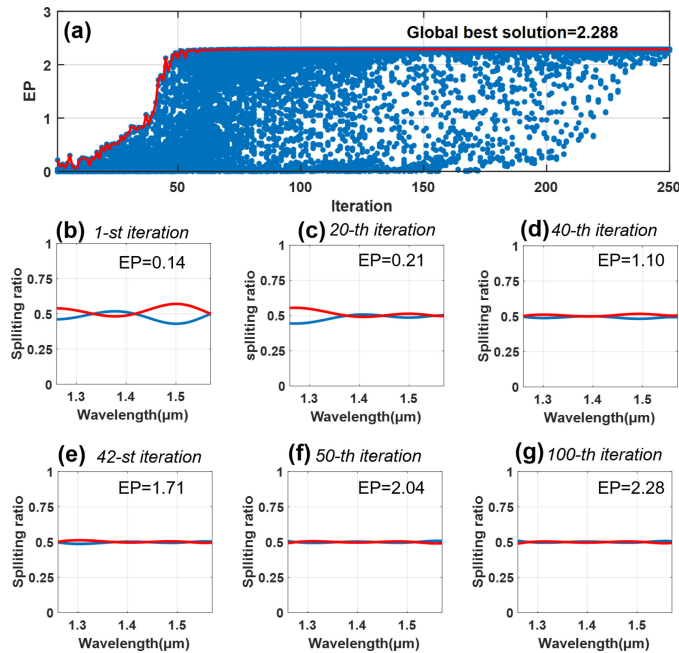 (a)
Global best solution=2.288
3
2
1
0
EP
50
100
150
200
250
Iteration
(b) 1-st iteration
EP=0.14
1
0.75
0.5
0.25
0
Splliting ratio
1.3
1.4
1.5
Wavelength(μm)
(c) 20-th iteration
EP=0.21
1
0.75
0.5
0.25
0
spliiting ratio
1.3
1.4
1.5
Wavelength(μm)
(d) 40-th iteration
EP=1.10
1
0.75
0.5
0.25
0
Splliting ratio
1.3
1.4
1.5
Wavelength(μm)
(e) 42-st iteration
EP=1.71
1
0.75
0.5
0.25
0
Splliting ratio
1.3
1.4
1.5
Wavelength(μm)
(f) 50-th iteration
EP=2.04
1
0.75
0.5
0.25
0
Splliting ratio
1.3
1.4
1.5
Wavelength(μm)
(g) 100-th iteration
EP=2.28
1
0.75
0.5
0.25
0
Splliting ratio
1.3
1.4
1.5
Wavelength(μm)